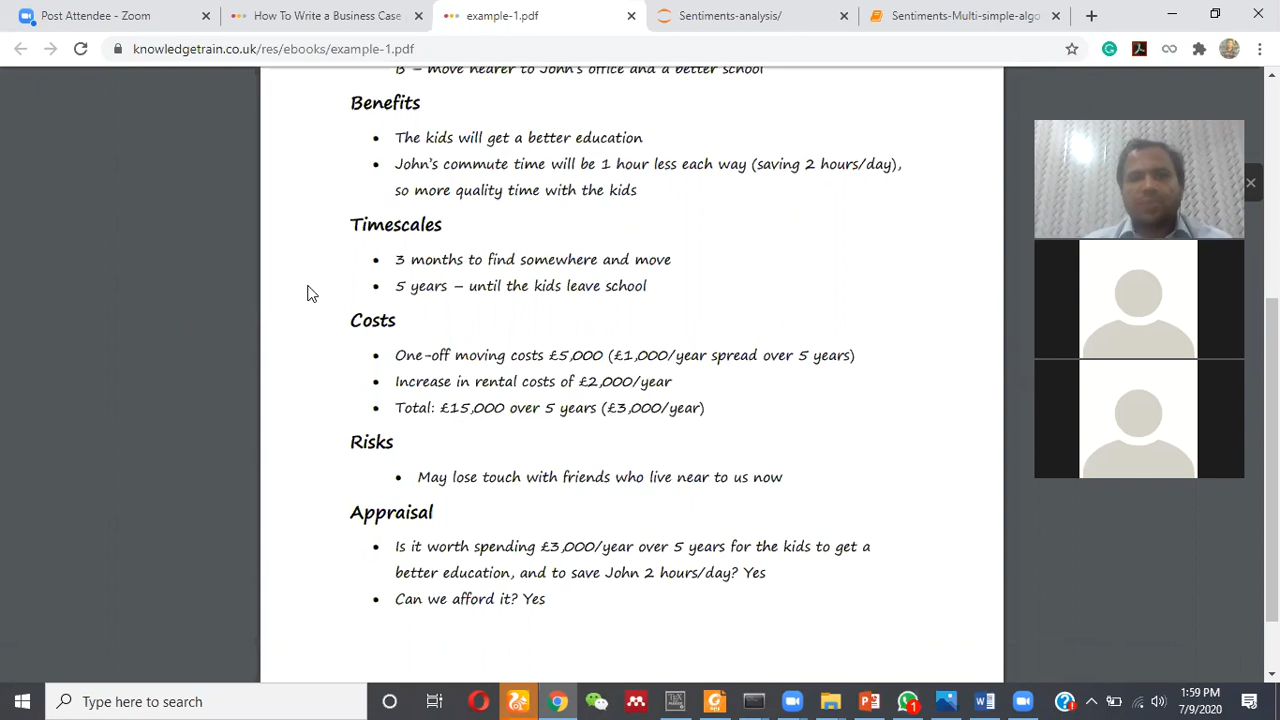 Post Attendee - Zoom
How To Write a Business Case
example-1.pdf
Sentiments-analysis/
Sentiments-Multi-simple-algo
knowledgetrain.co.uk/res/ebooks/example-1.pdf
B – move nearer to John's office and a better school
Benefits
• The kids will get a better education
• John's commute time will be 1 hour less each way (saving 2 hours/day),
so more quality time with the kids
Timescales
• 3 months to find somewhere and move
• 5 years – until the kids leave school
Costs
• One-off moving costs £5,000 (£1,000/year spread over 5 years)
• Increase in rental costs of £2,000/year
• Total: £15,000 over 5 years (£3,000/year)
Risks
• May lose touch with friends who live near to us now
Appraisal
• Is it worth spending £3,000/year over 5 years for the kids to get a
better education, and to save John 2 hours/day? Yes
• Can we afford it? Yes
Type here to search
1:59 PM
7/9/2020